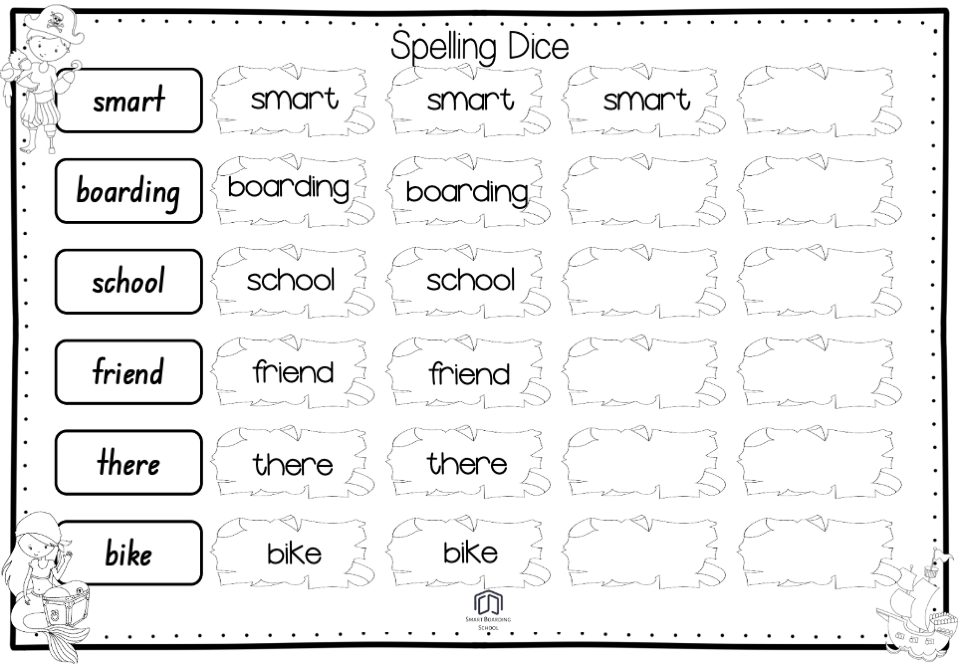 Spelling Dice
smart smart smart smart
boarding boarding boarding
school school school
friend friend friend
there there there
bike bike bike
SMART BOARDING
SCHOOL